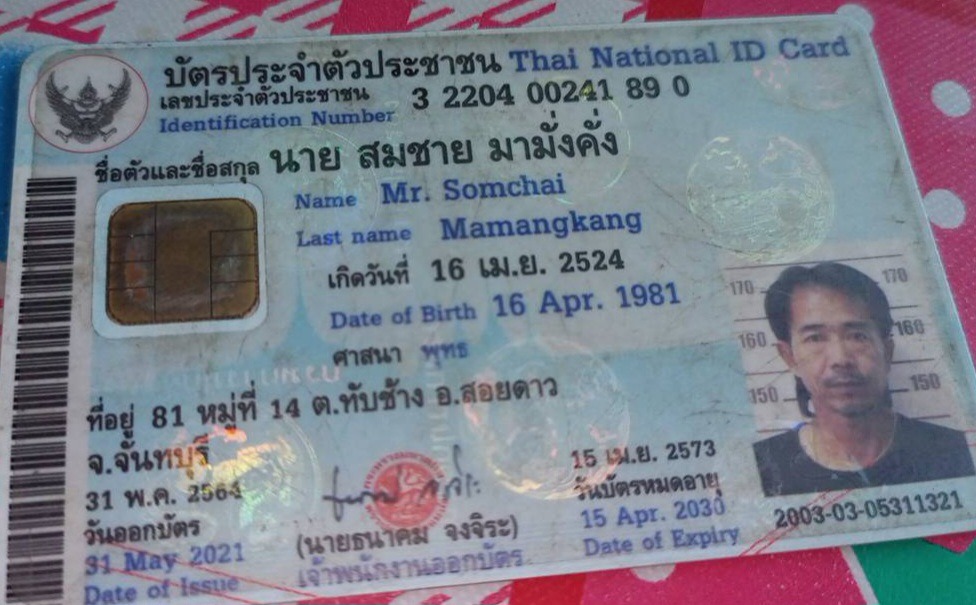 บัตรประจำตัวประชาชน Thai National ID Card
เลขประจำตัวประชาชน 3 2204 00241 89 0
Identification Number
ชื่อตัวและชื่อสกุล นาย สมชาย มามั่งคั่ง
Name Mr. Somchai
Last name Mamangkang
เกิดวันที่ 16 เม.ย. 2524
Date of Birth 16 Apr. 1981
ศาสนา พุทธ
ที่อยู่ 81 หมู่ที่ 14 ต.ทับช้าง อ.สอยดาว
จ.จันทบุรี
31 พ.ค. 2564
วันออกบัตร
31 May 2021
Date of Issue
(นายธนาคม จงจิระ)
เจ้าพนักงานออกบัตร
15 เม.ย. 2573
วันบัตรหมดอายุ
15 Apr. 2030
Date of Expiry
170 170
160 160
150 150
2003-03-05311321